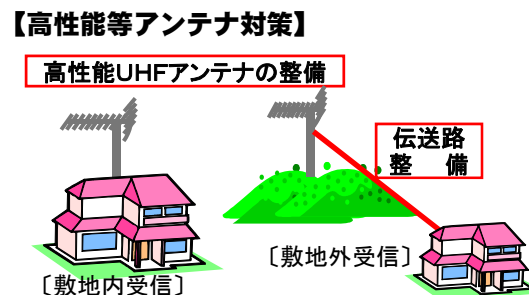 【高性能等アンテナ対策】
高性能UHFアンテナの整備
伝送路
整　備
〔敷地外受信〕
〔敷地内受信〕